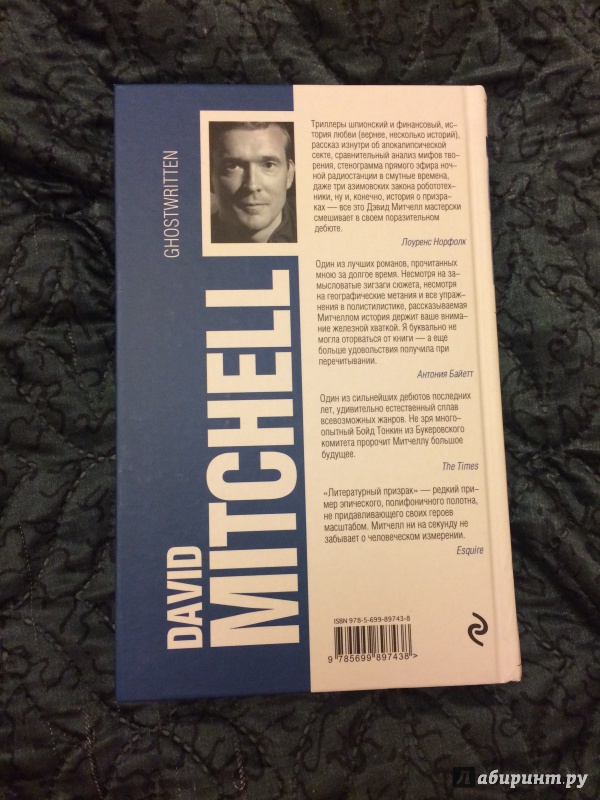 GHOSTWRITTEN
DAVID
MITCHELL
Триллеры шпионский и финансовый, ис-
тория любви (вернее, несколько историй),
рассказ изнутри об апокалипсической
секте, сравнительный анализ мифов тво-
рения, стенограмма прямого эфира ноч-
ной радиостанции в смутные времена,
даже три азимовских закона робототех-
ники, ну и, конечно, история о призра-
ках — все это Дэвид Митчелл мастерски
смешивает в своем поразительном
дебюте.
Лоуренс Норфолк
Один из лучших романов, прочитанных
мною за долгое время. Несмотря на за-
мысловатые зигзаги сюжета, несмотря
на географические метания и все упраж-
нения в полистилистике, рассказываемая
Митчеллом история держит ваше внима-
ние железной хваткой. Я буквально не
могла оторваться от книги — а еще
больше удовольствия получила при
перечитывании.
Антония Байетт
Один из сильнейших дебютов последних
лет, удивительно естественный сплав
всевозможных жанров. Не зря много-
опытный Бойд Тонкин из Букеровского
комитета пророчит Митчеллу большое
будущее.
The Times
«Литературный призрак» — редкий при-
мер эпического, полифоничного полотна,
не придавливающего своих героев
масштабом. Митчелл ни на секунду не
забывает о человеческом измерении.
Esquire
ISBN 978-5-699-89743-8
9 785699 897438 >
Лабиринт.ру